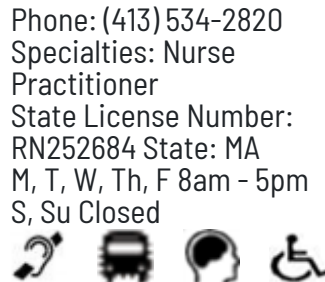 Phone: (413) 534-2820
Specialties: Nurse
Practitioner
State License Number:
RN252684 State: MA
M, T, W, Th, F 8am - 5pm
S, Su Closed